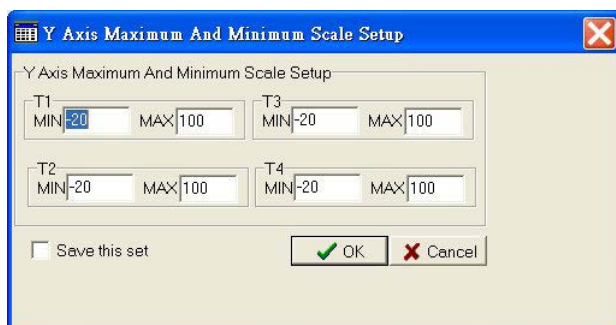 Y Axis Maximum And Minimum Scale Setup
Y Axis Maximum And Minimum Scale Setup
T1
MIN -20 MAX 100
T3
MIN -20 MAX 100
T2
MIN -20 MAX 100
T4
MIN -20 MAX 100
Save this set
OK
Cancel